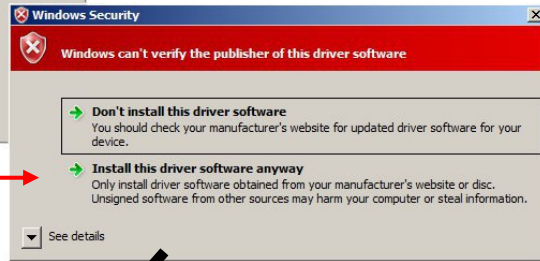 Windows Security
Windows can't verify the publisher of this driver software
Don't install this driver software
You should check your manufacturer's website for updated driver software for your
device.
Install this driver software anyway
Only install driver software obtained from your manufacturer's website or disc.
Unsigned software from other sources may harm your computer or steal information.
See details